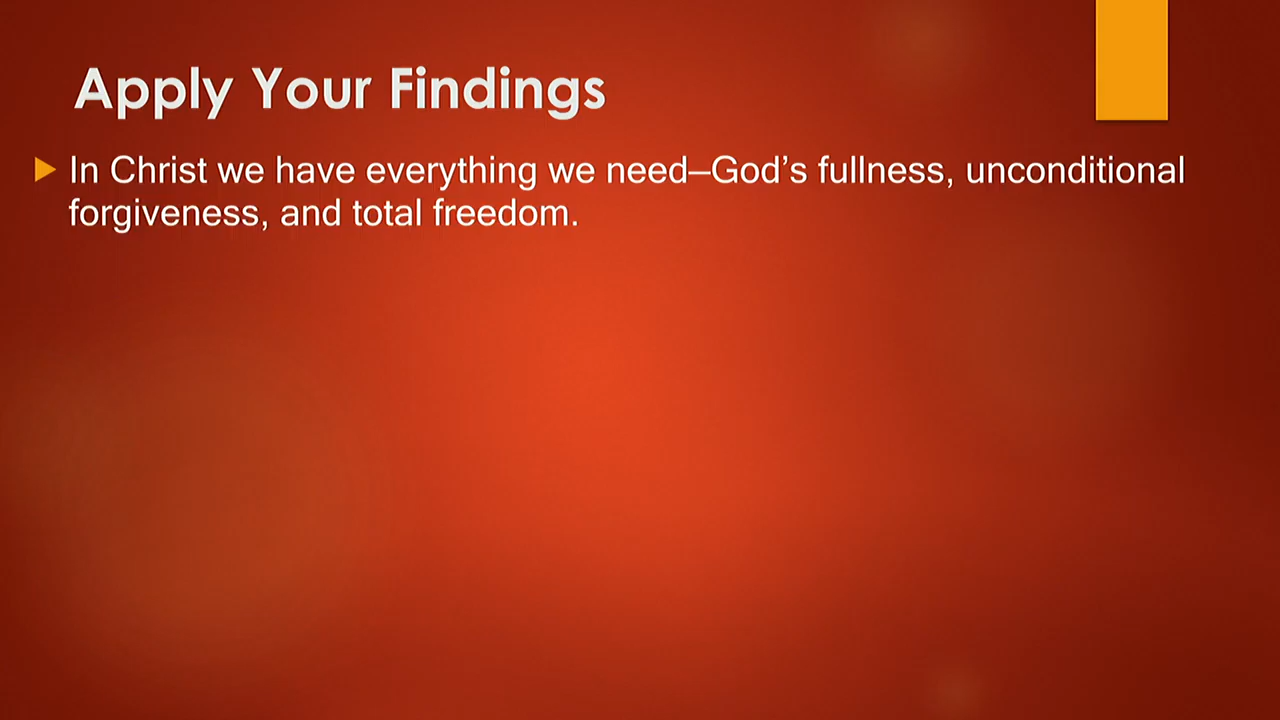 Apply Your Findings
In Christ we have everything we need–God’s fullness, unconditional
forgiveness, and total freedom.